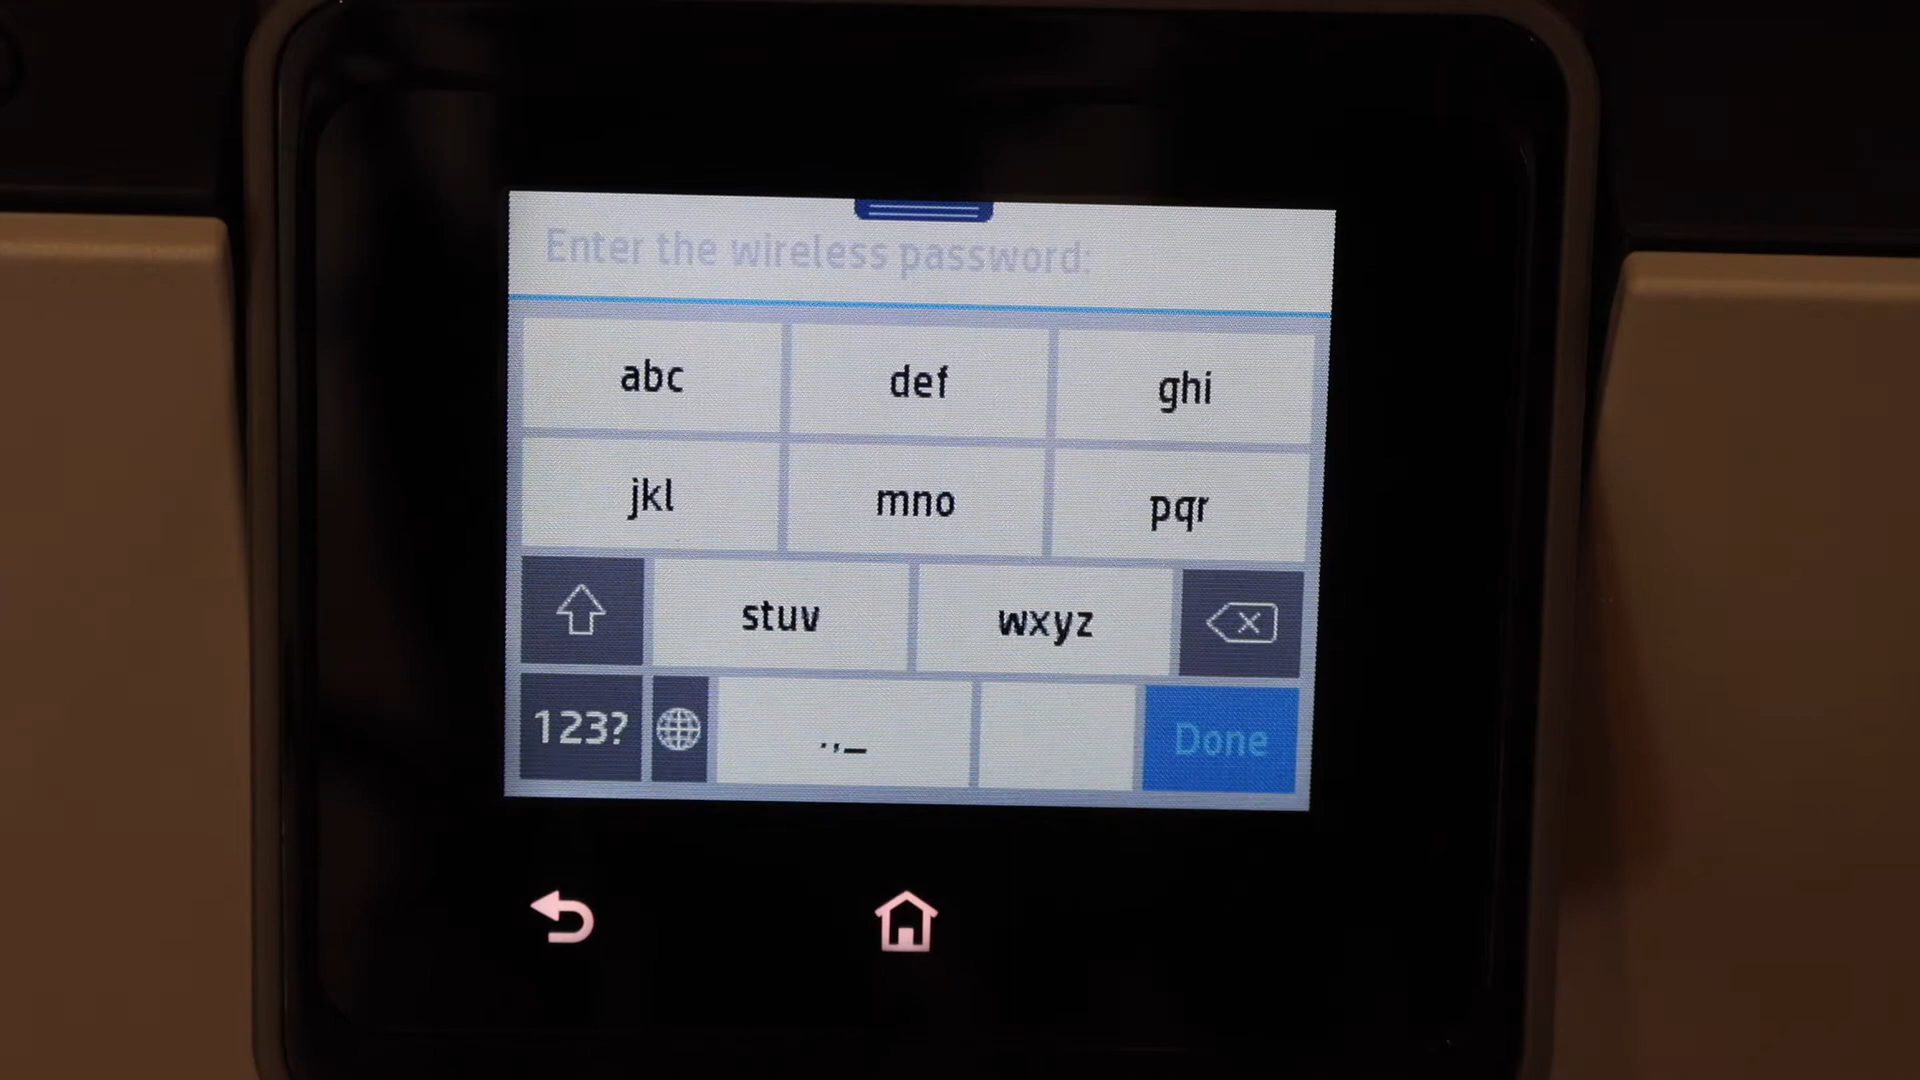 Enter the wireless password:
abc def ghi
jkl mno pqr
stuv wxyz
123? .,_ Done